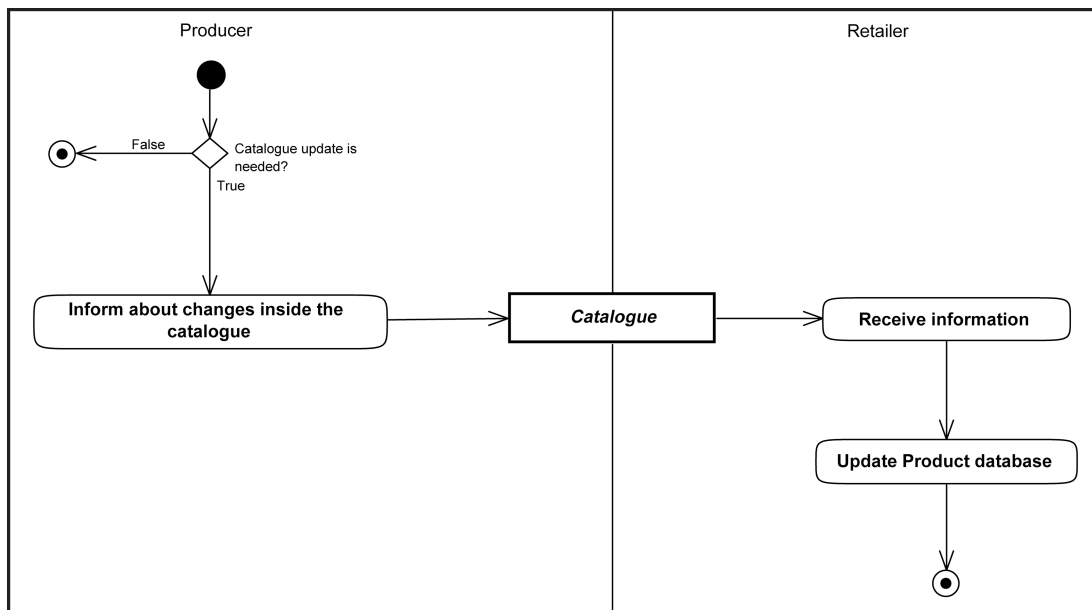 Producer
Retailer
False
Catalogue update is
needed?
True
Inform about changes inside the
catalogue
Catalogue
Receive information
Update Product database